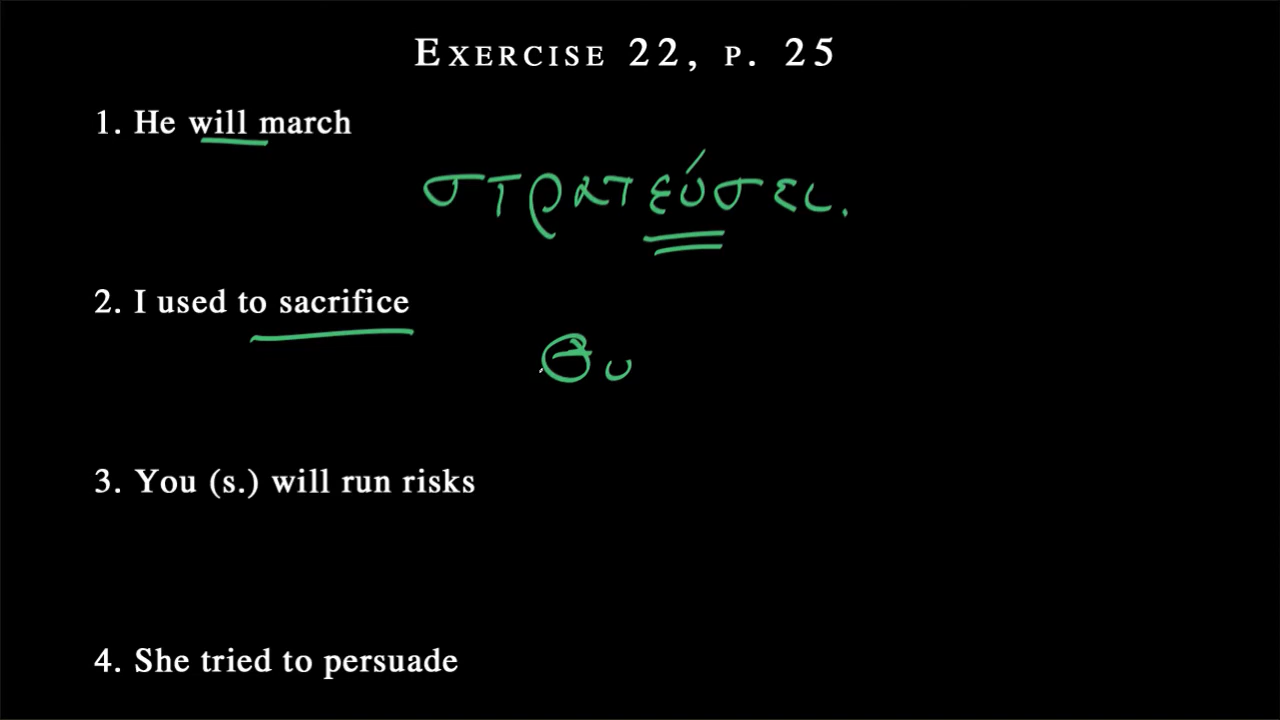 EXERCISE 22, P. 25
1. He will march
στρατεύσει.
2. I used to sacrifice
θυ
3. You (s.) will run risks
4. She tried to persuade